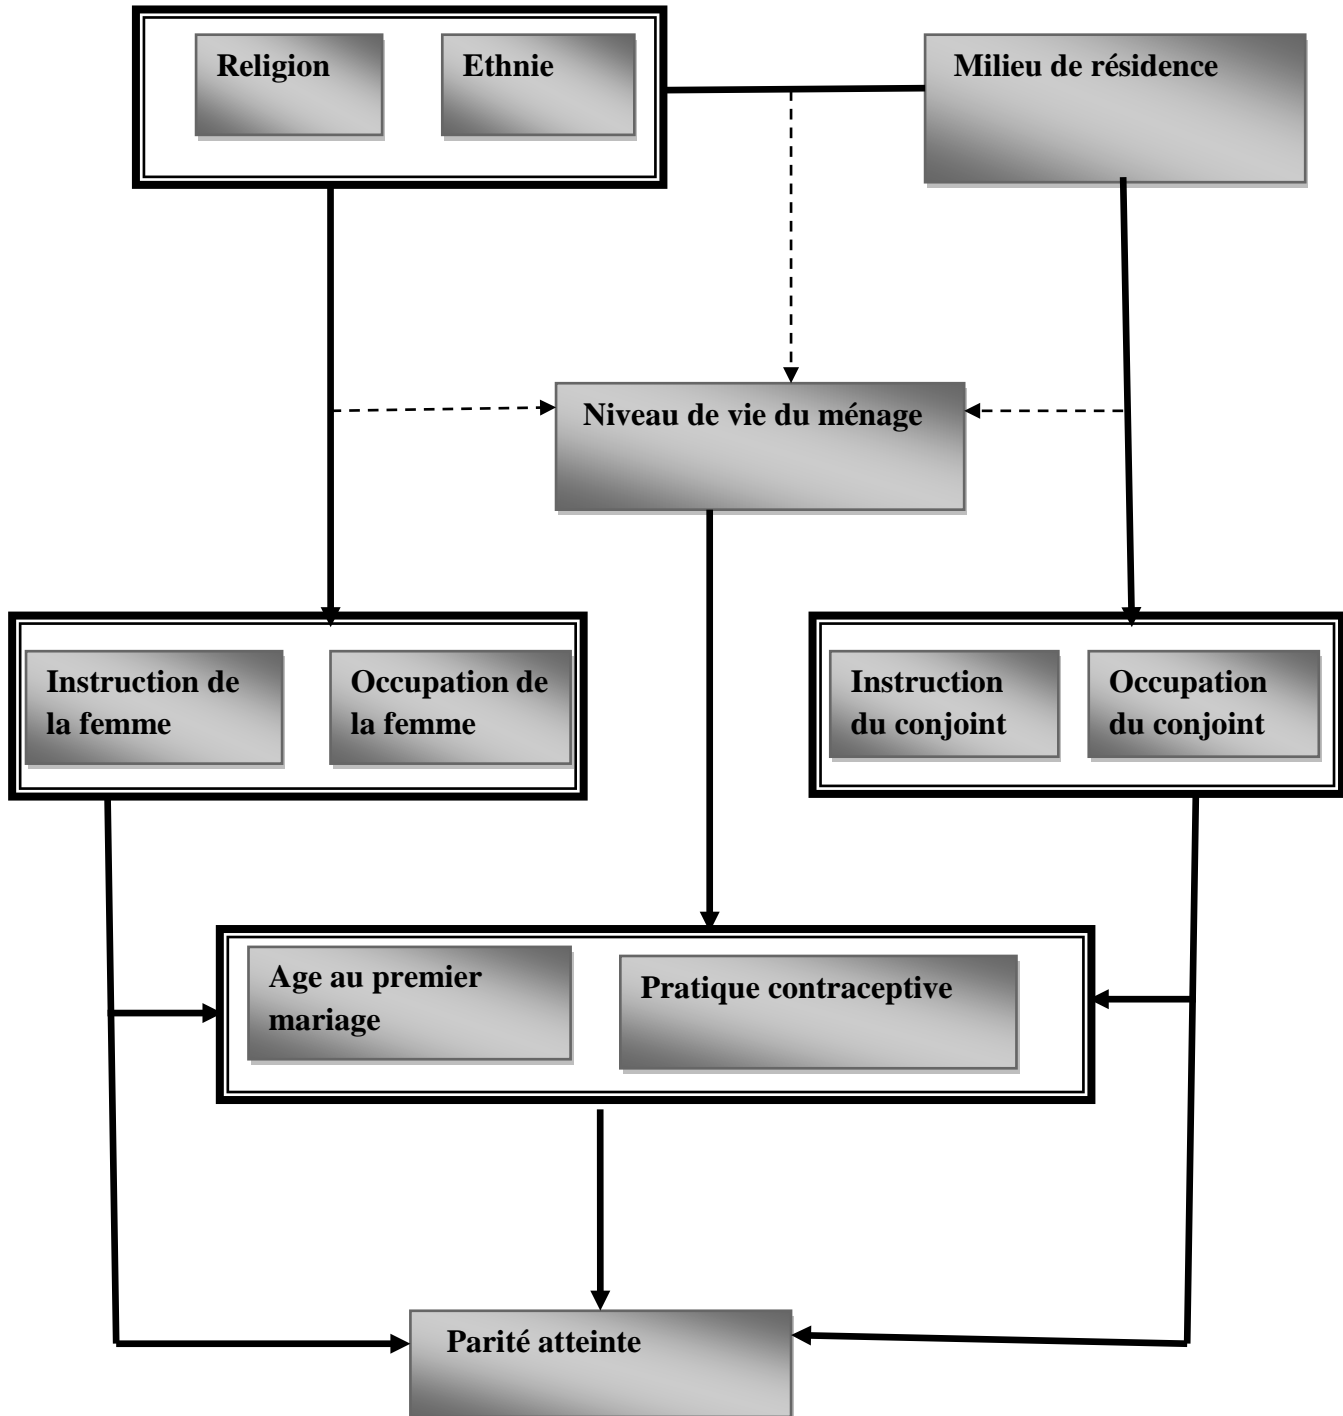 Religion
Ethnie
Milieu de résidence
Niveau de vie du ménage
Instruction de
la femme
Occupation de
la femme
Instruction
du conjoint
Occupation
du conjoint
Age au premier
mariage
Pratique contraceptive
Parité atteinte